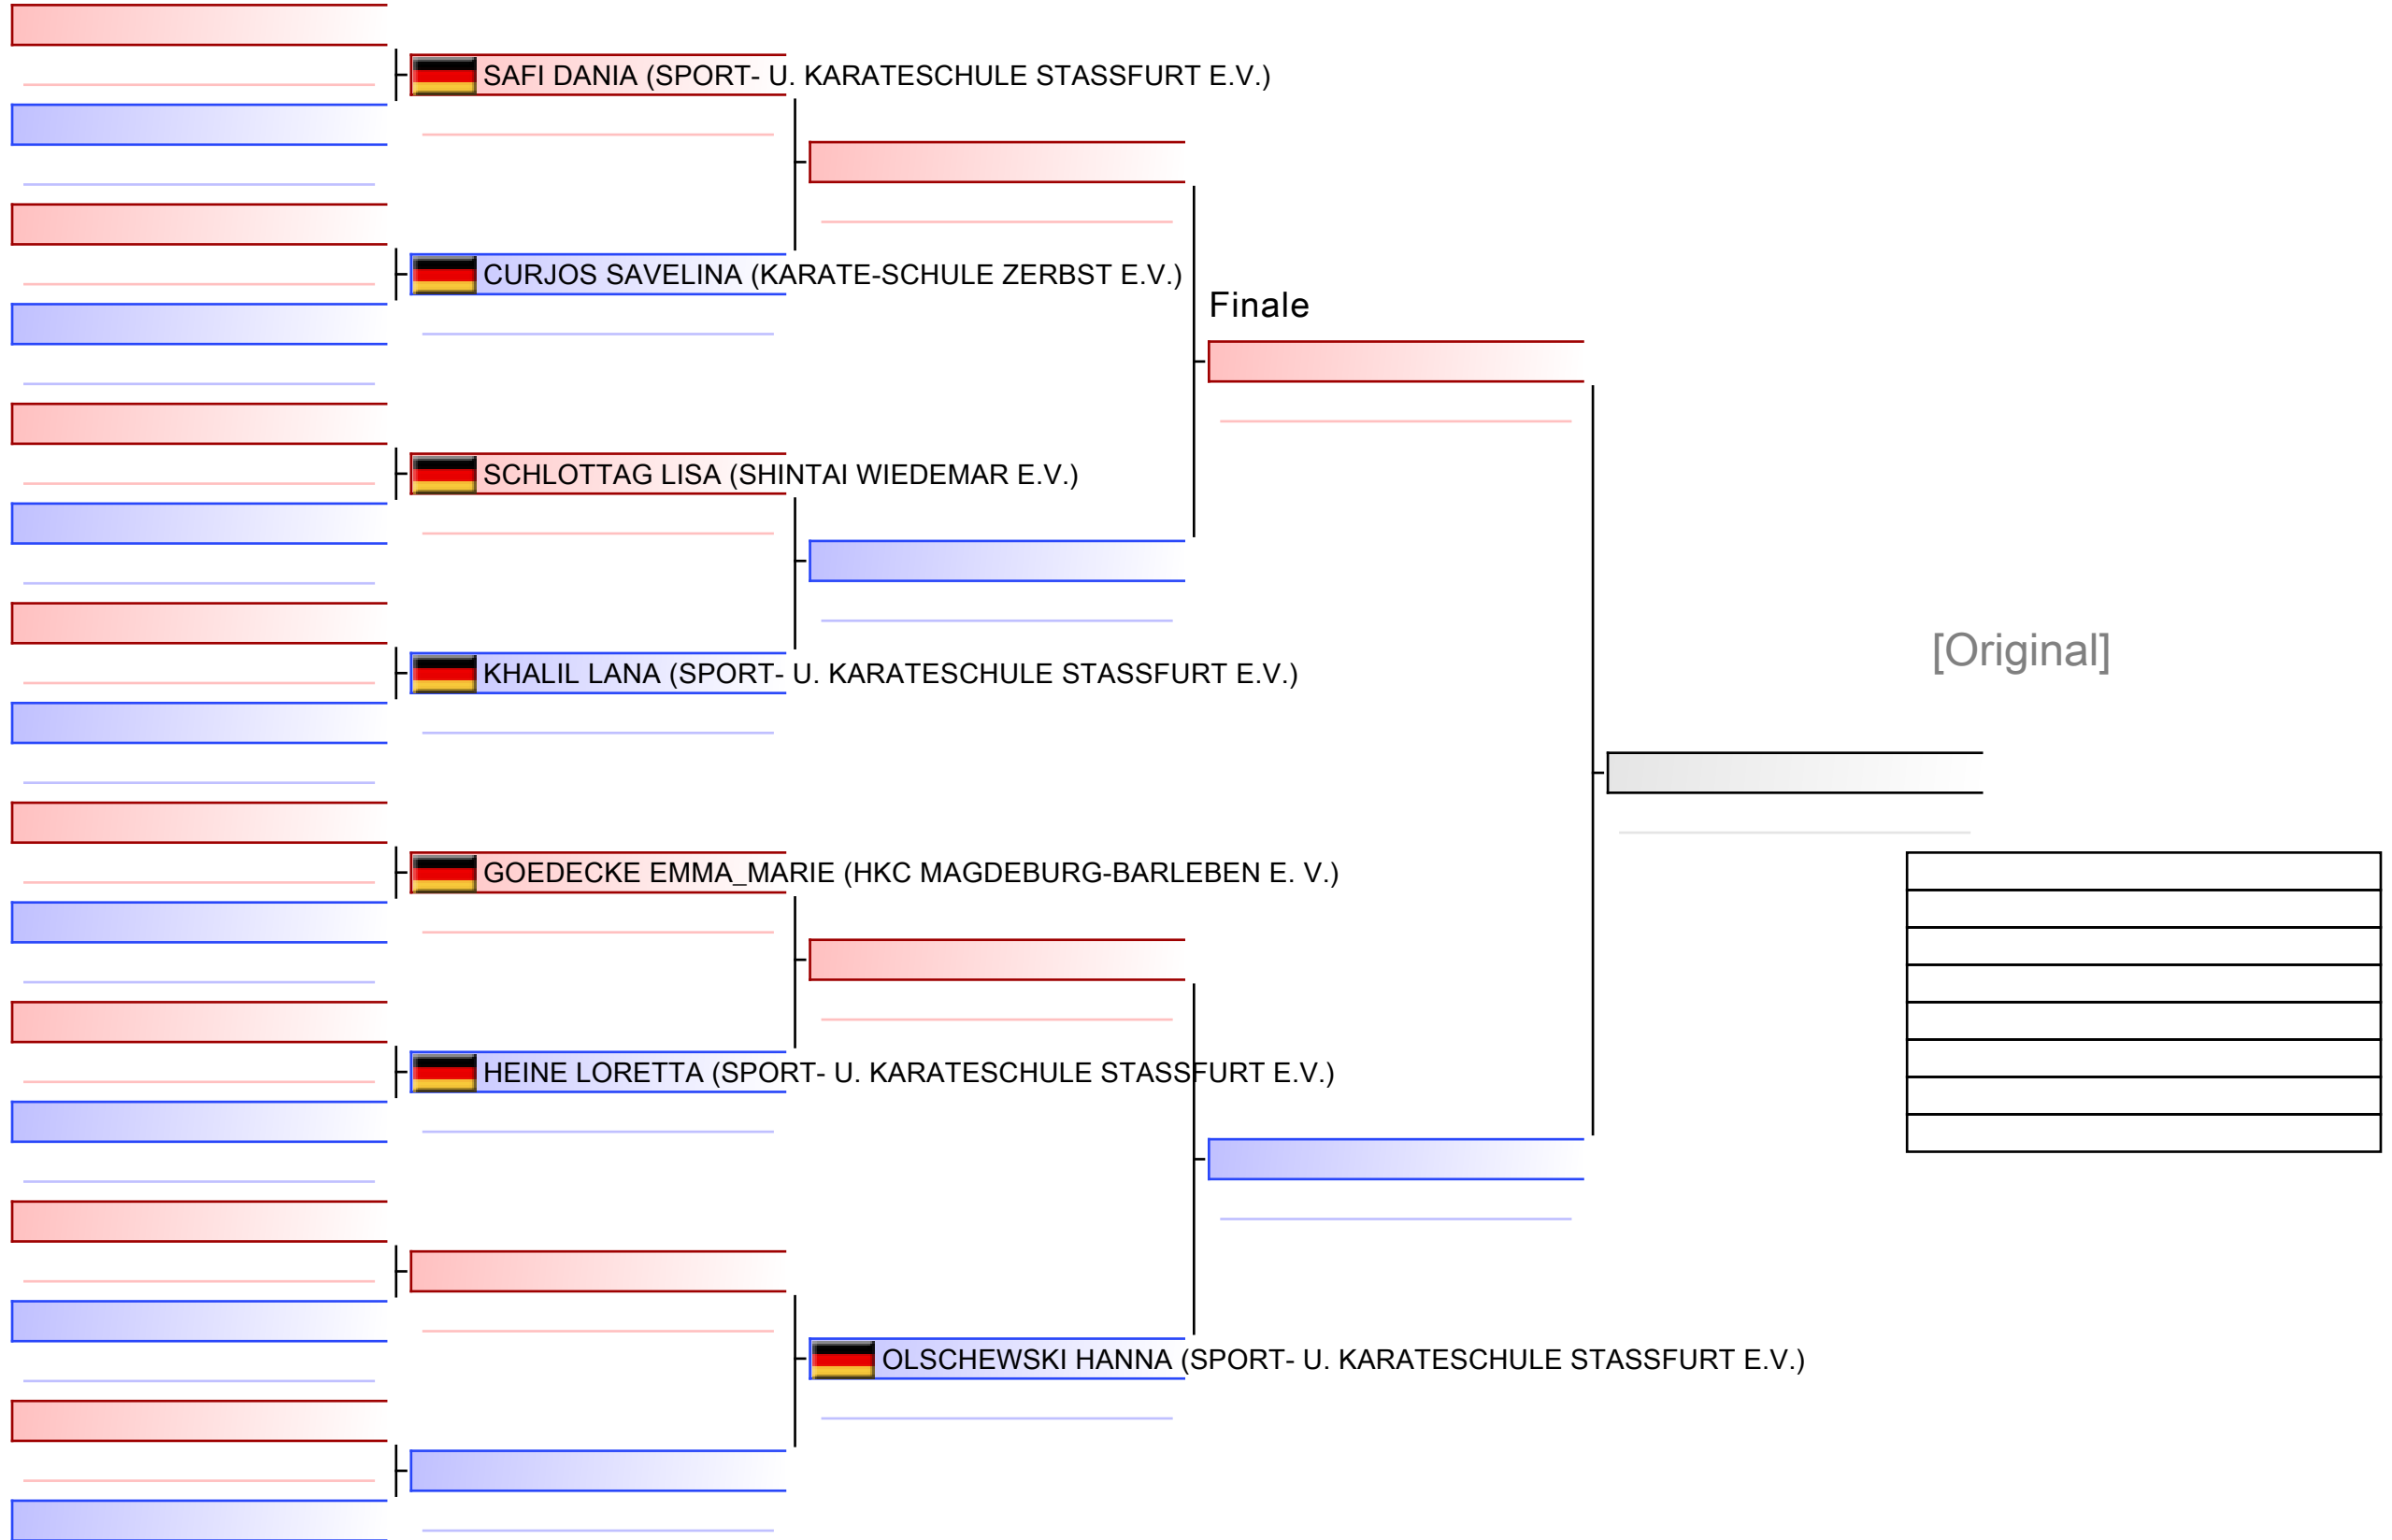 SAFI DANIA (SPORT- U. KARATESCHULE STASSFURT E.V.)
CURJOS SAVELINA (KARATE-SCHULE ZERBST E.V.)
Finale
SCHLOTTAG LISA (SHINTAI WIEDEMAR E.V.)
[Original]
KHALIL LANA (SPORT- U. KARATESCHULE STASSFURT E.V.)
GOEDECKE EMMA_MARIE (HKC MAGDEBURG-BARLEBEN E. V.)
HEINE LORETTA (SPORT- U. KARATESCHULE STASSFURT E.V.)
OLSCHEWSKI HANNA (SPORT- U. KARATESCHULE STASSFURT E.V.)